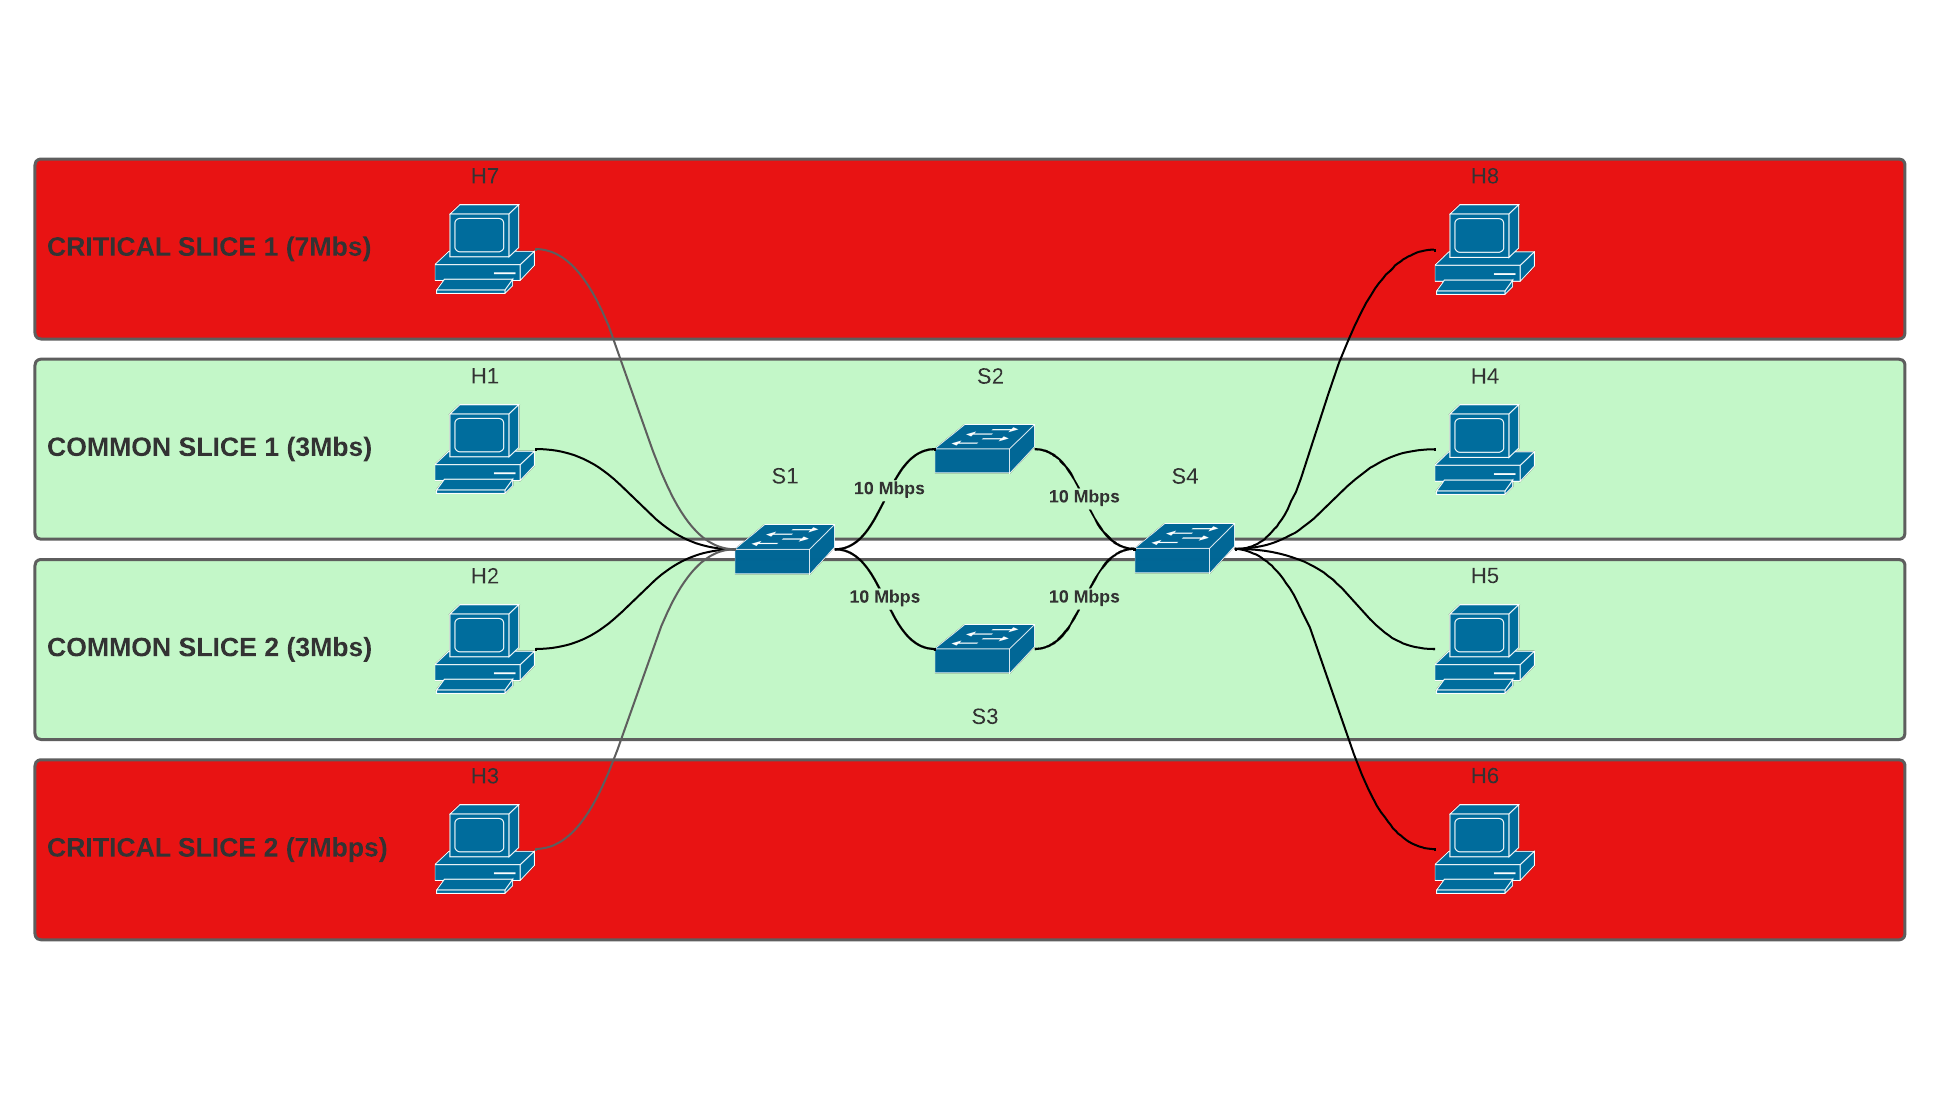 H7
H8
CRITICAL SLICE 1 (7Mbs)
H1
S2
H4
COMMON SLICE 1 (3Mbs)
S1
S4
10 Mbps
10 Mbps
H2
H5
10 Mbps
10 Mbps
COMMON SLICE 2 (3Mbs)
S3
H3
H6
CRITICAL SLICE 2 (7Mbps)